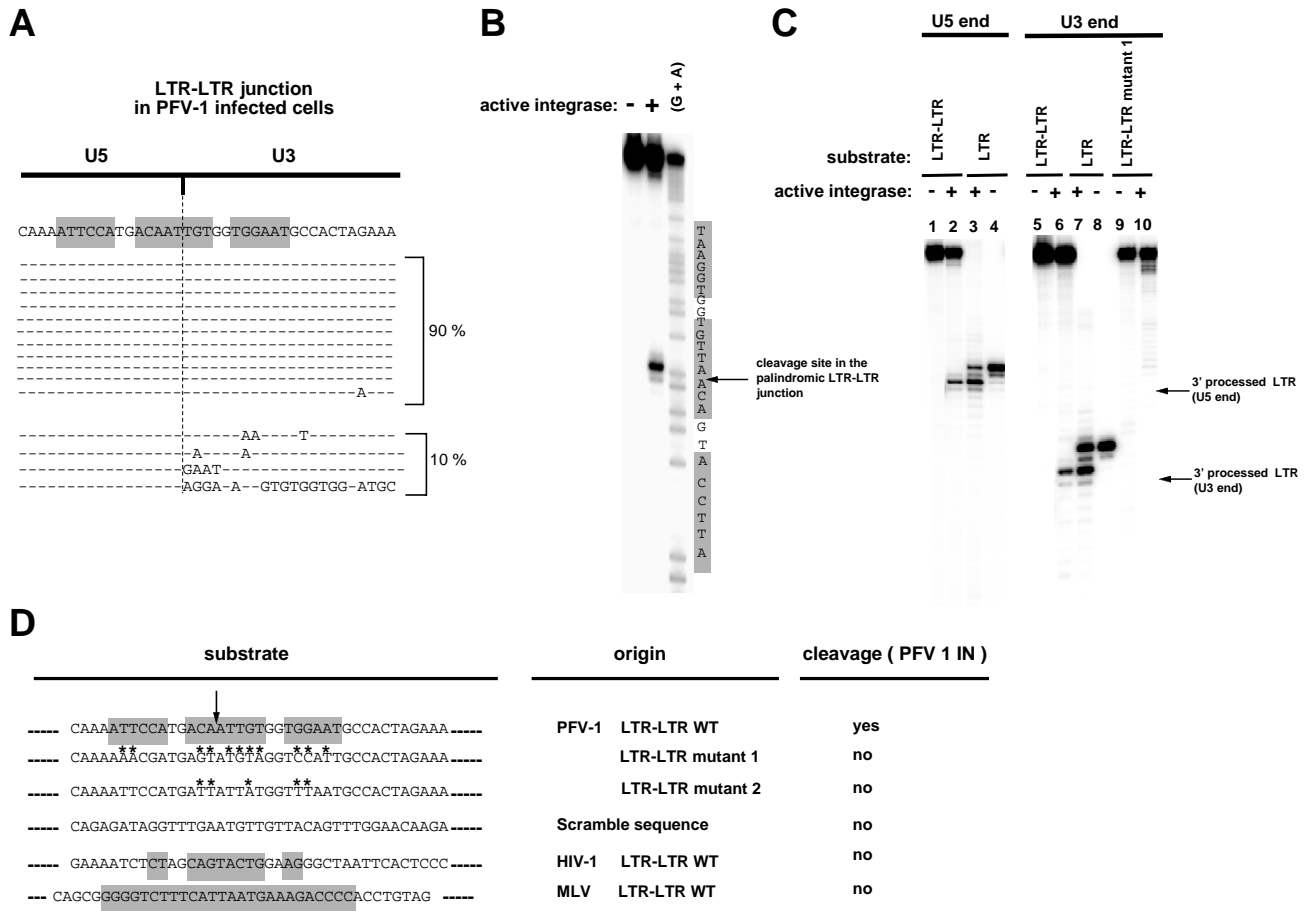 A
LTR-LTR junction
in PFV-1 infected cells
U5 U3
CAAAATTCCATGACAATTGTGGTGGAATGCCACTAGAAA
A
90 %
AA T
A A
GAAT
AGGA-A-GTGTGGTGG-ATGC
10 %
B
active integrase: - + (G + A)
TAAGGTGGTGTTAACAGTACCTTA
cleavage site in the
palindromic LTR-LTR
junction
C
U5 end U3 end
substrate: LTR-LTR LTR LTR-LTR LTR LTR-LTR mutant 1
active integrase: - + + - - + + - - +
1 2 3 4 5 6 7 8 9 10
3' processed LTR
(U5 end)
3' processed LTR
(U3 end)
D
substrate origin cleavage ( PFV 1 IN )
----- CAAAATTCCATGACAATTGTGGTGGAATGCCACTAGAAA ----- PFV-1 LTR-LTR WT yes
** ** **** ** *
----- CAAAAAACGATGAGTATGTAGGTCCATTGCCACTAGAAA ----- LTR-LTR mutant 1 no
** * **
----- CAAAATTCCATGATTATTATGGTTTAATGCCACTAGAAA ----- LTR-LTR mutant 2 no
----- CAGAGATAGGTTTGAATGTTGTTACAGTTTGGAACAAGA ----- Scramble sequence no
----- GAAAATCTCTAGCAGTACTGGAAGGGCTAATTCACTCCC ----- HIV-1 LTR-LTR WT no
--- CAGCGGGGGTCTTTCATTAATGAAAGACCCCACCTGTAG ----- MLV LTR-LTR WT no